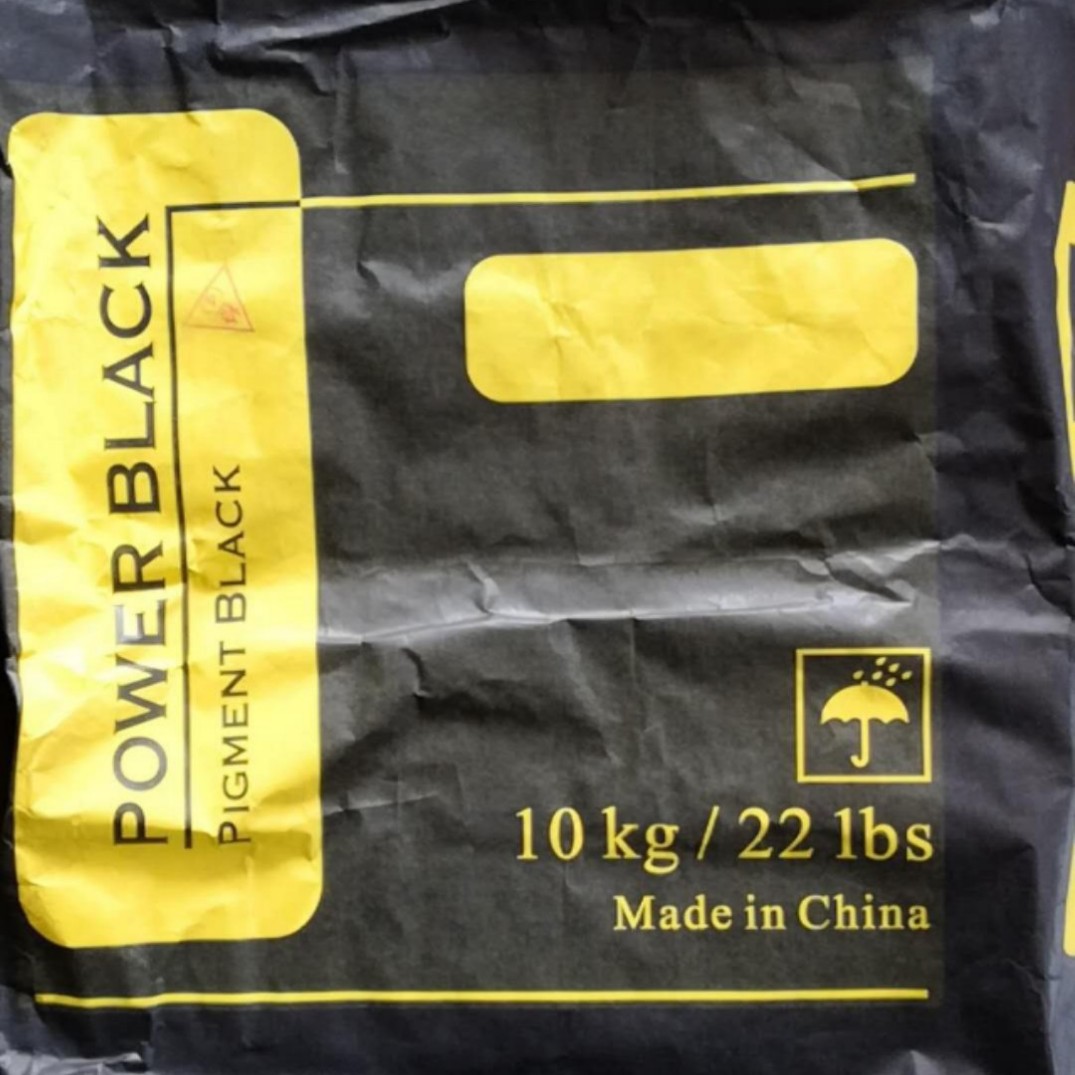 POWER BLACK
PIGMENT BLACK
10 kg / 22 lbs
Made in China